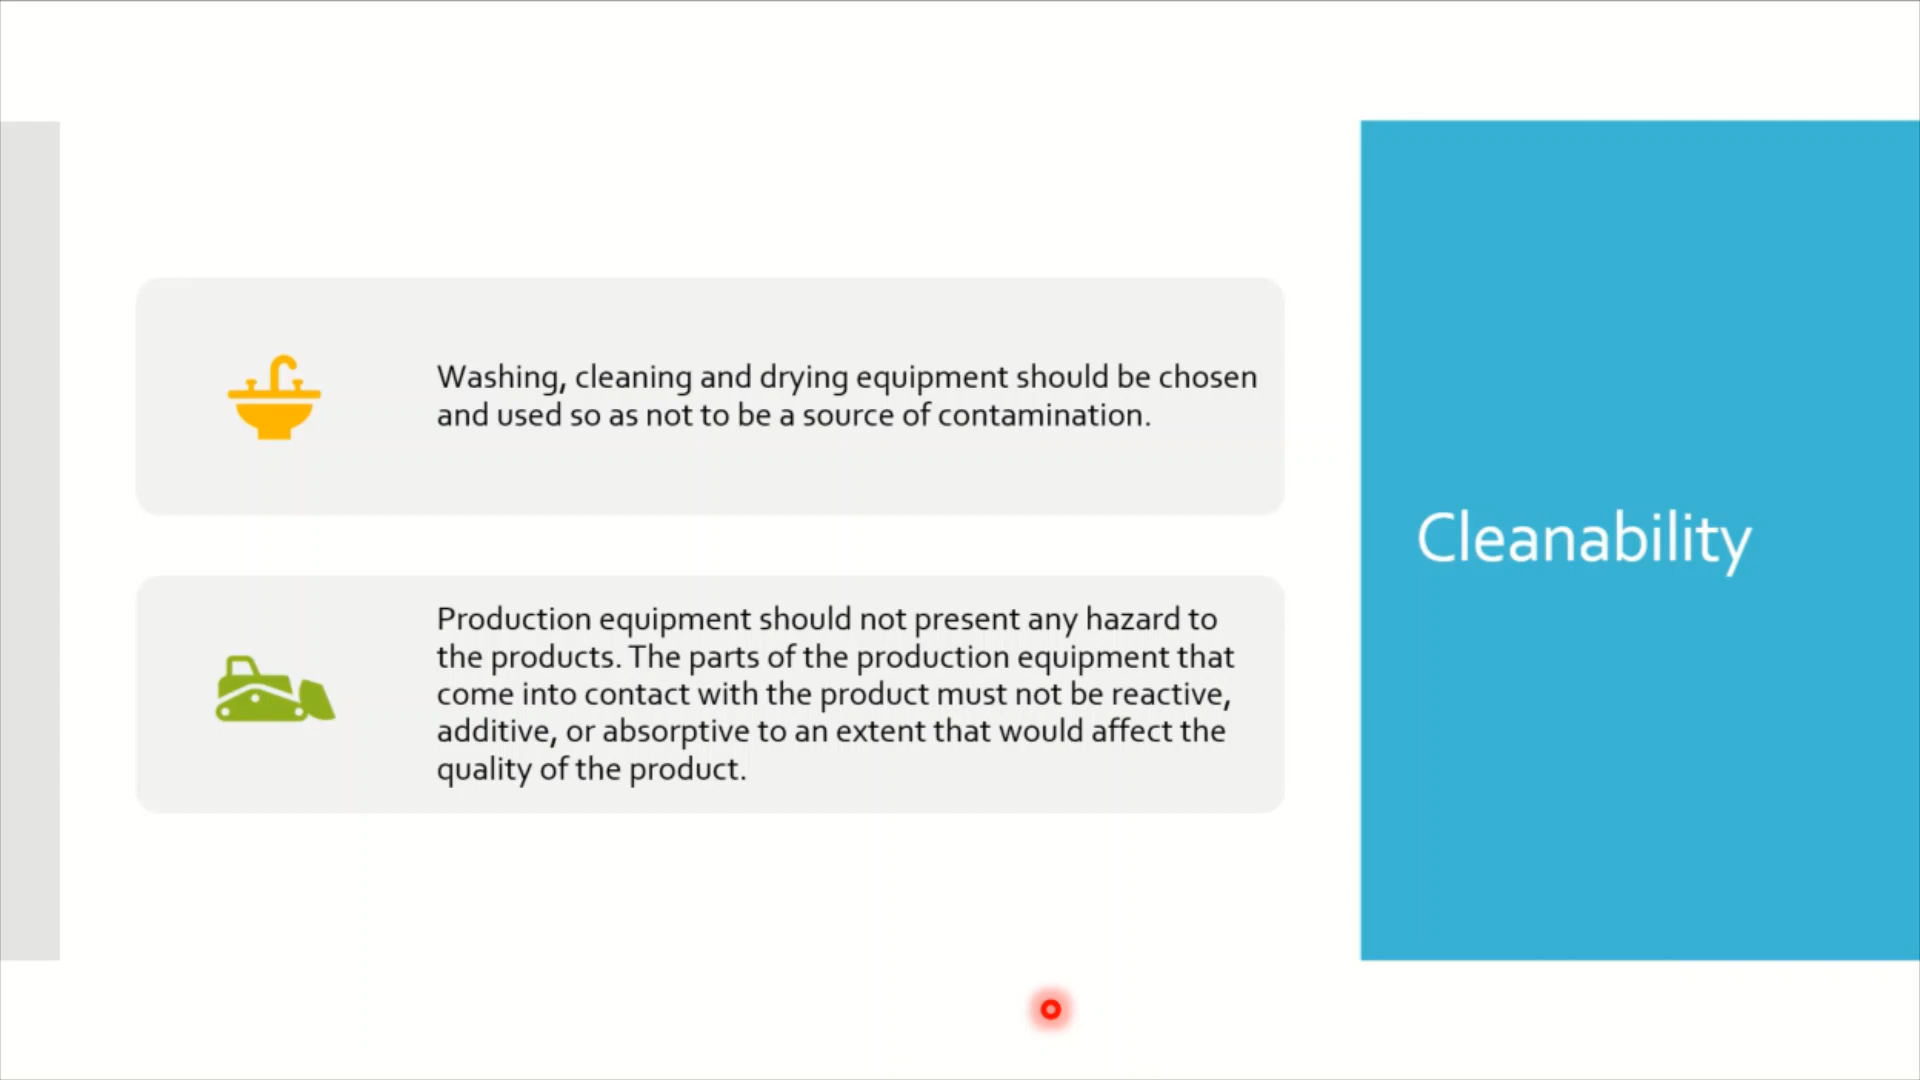 Washing, cleaning and drying equipment should be chosen
and used so as not to be a source of contamination.
Production equipment should not present any hazard to
the products. The parts of the production equipment that
come into contact with the product must not be reactive,
additive, or absorptive to an extent that would affect the
quality of the product.
Cleanability